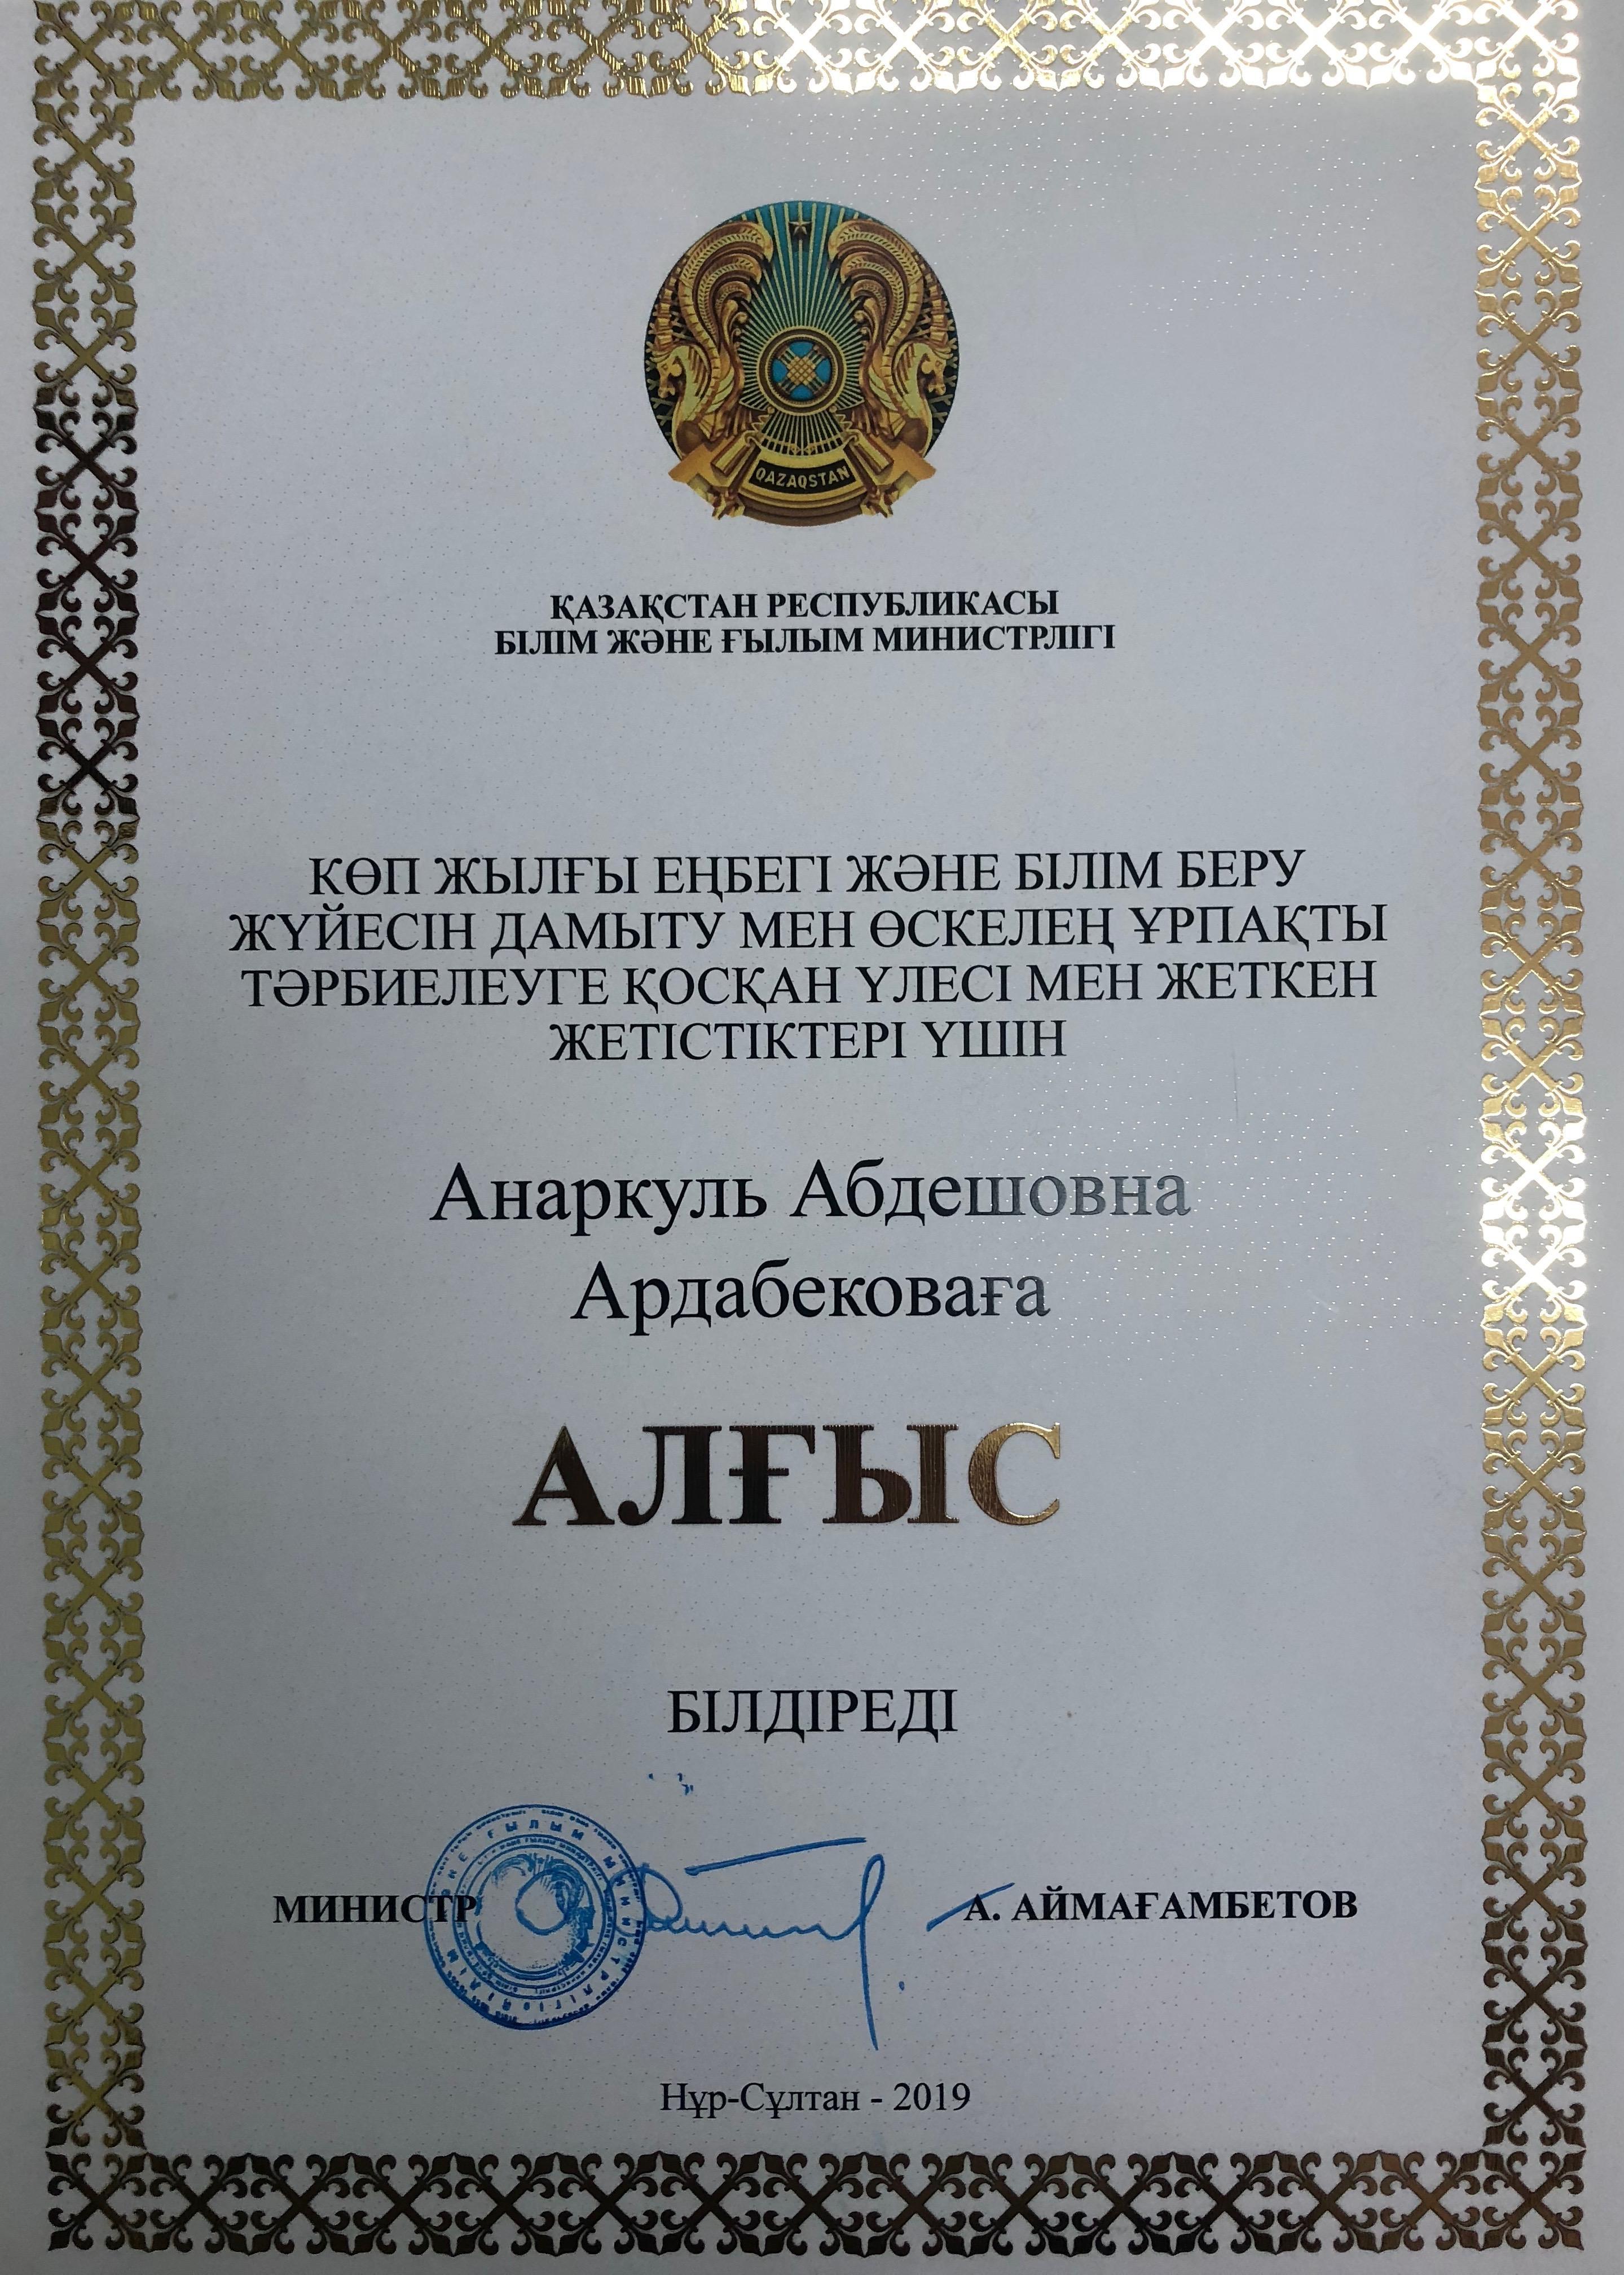 QAZAQSTAN
ҚАЗАҚСТАН РЕСПУБЛИКАСЫ
БІЛІМ ЖӘНЕ ҒЫЛЫМ МИНИСТРЛІГІ
КӨП ЖЫЛҒЫ ЕҢБЕГІ ЖӘНЕ БІЛІМ БЕРУ
ЖҮЙЕСІН ДАМЫТУ МЕН ӨСКЕЛЕҢ ҰРПАҚТЫ
ТӘРБИЕЛЕУГЕ ҚОСҚАН ҮЛЕСІ МЕН ЖЕТКЕН
ЖЕТІСТІКТЕРІ ҮШІН
Анаркуль Абдешовна
Ардабековаға
АЛҒЫС
БІЛДІРЕДІ
МИНИСТР А. АЙМАҒАМБЕТОВ
Нұр-Сұлтан - 2019